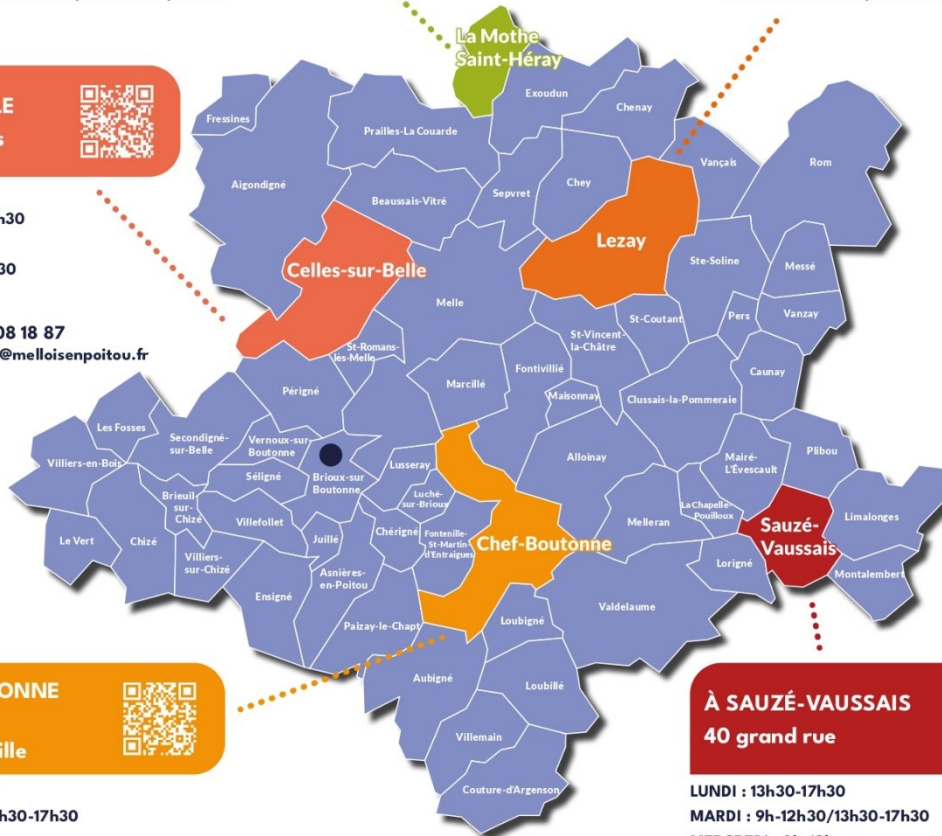 La Mothe
Saint-Héray
Exoudun
Chenay
Fressines
Prailles-La Couarde
Vançais
Rom
Aigondigné
Beaussais-Vitré
Sepvret
Chey
h30
Lezay
30
Celles-sur-Belle
Ste-Soline
Messé
Melle
08 18 87
@melloisenpoitou.fr
St-Coutant
Pers
Vanzay
St-Vincent-
la-Châtre
St-Romans-
lès-Melle
Fontivillié
Caunay
Périgné
Marcillé
Maisonnay
Clussais-la-Pommeraie
Les Fosses
Secondigné-
sur-Belle
Vernoux-sur-
Boutonne
Villiers-en-Bois
Séligné
Brioux-sur
Boutonne
Lusseray
Alloinay
Mairé-
L'Évescault
Plibou
Brieuil-
sur-
Chizé
Villefollet
Luché-
sur-Brioux
Melleran
La Chapelle-
Pouilloux
Limalonges
Le Vert
Chizé
Juillé
Chérigné
Fontenille-
St-Martin-
d'Entraigues
Chef-Boutonne
Sauzé-
Vaussais
Villiers-
sur-Chizé
Lorigné
Montalembert
Ensigné
Asnières-
en-Poitou
Valdelaume
Paizay-le-Chapt
Loubigné
Aubigné
Loubillé
ONNE
ille
Villemain
Couture-d'Argenson
h30-17h30
À SAUZÉ-VAUSSAIS
40 grand rue
LUNDI : 13h30-17h30
MARDI : 9h-12h30/13h30-17h30